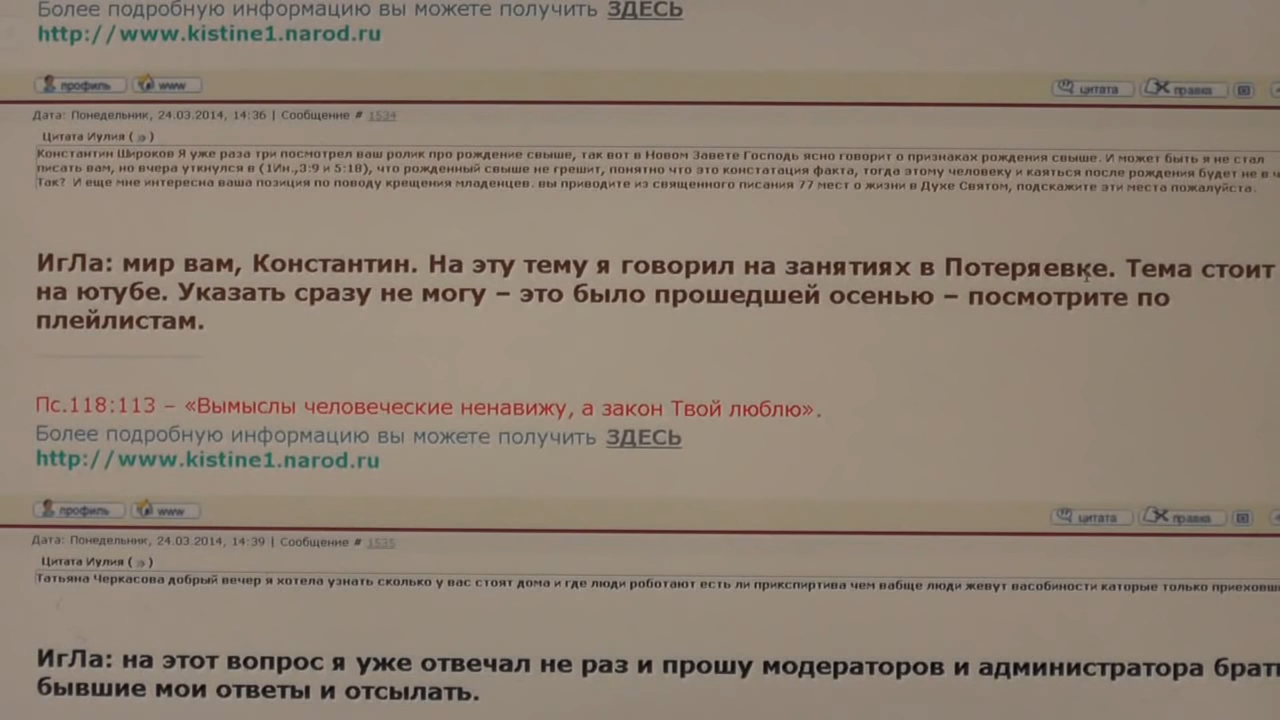 Более подробную информацию вы можете получить ЗДЕСЬ
http://www.kistine1.narod.ru
профиль www цитата правка
Дата: Понедельник, 24.03.2014, 14:36 | Сообщение # 1534
Цитата Иулия ( )
Константин Широков Я уже раза три посмотрел ваш ролик про рождение свыше, так вот в Новом Завете Господь ясно говорит о признаках рождения свыше. И может быть я не стал
писать вам, но вчера уткнулся в (1Ин.,3:9 и 5:18), что рожденный свыше не грешит, понятно что это констатация факта, тогда этому человеку и каяться после рождения будет не в ч
Так? И еще мне интересна ваша позиция по поводу крещения младенцев. вы приводите из священного писания 77 мест о жизни в Духе Святом, подскажите эти места пожалуйста.
ИгЛа: мир вам, Константин. На эту тему я говорил на занятиях в Потеряевке. Тема стоит
на ютубе. Указать сразу не могу – это было прошедшей осенью – посмотрите по
плейлистам.
Пс.118:113 – «Вымыслы человеческие ненавижу, а закон Твой люблю».
Более подробную информацию вы можете получить ЗДЕСЬ
http://www.kistine1.narod.ru
профиль www цитата правка
Дата: Понедельник, 24.03.2014, 14:39 | Сообщение # 1535
Цитата Иулия ( )
Татьяна Черкасова добрый вечер я хотела узнать сколько у вас стоят дома и где люди роботают есть ли прикспиртива чем вабще люди жевут васобиности каторые только приеховш
ИгЛа: на этот вопрос я уже отвечал не раз и прошу модераторов и администратора брат
бывшие мои ответы и отсылать.